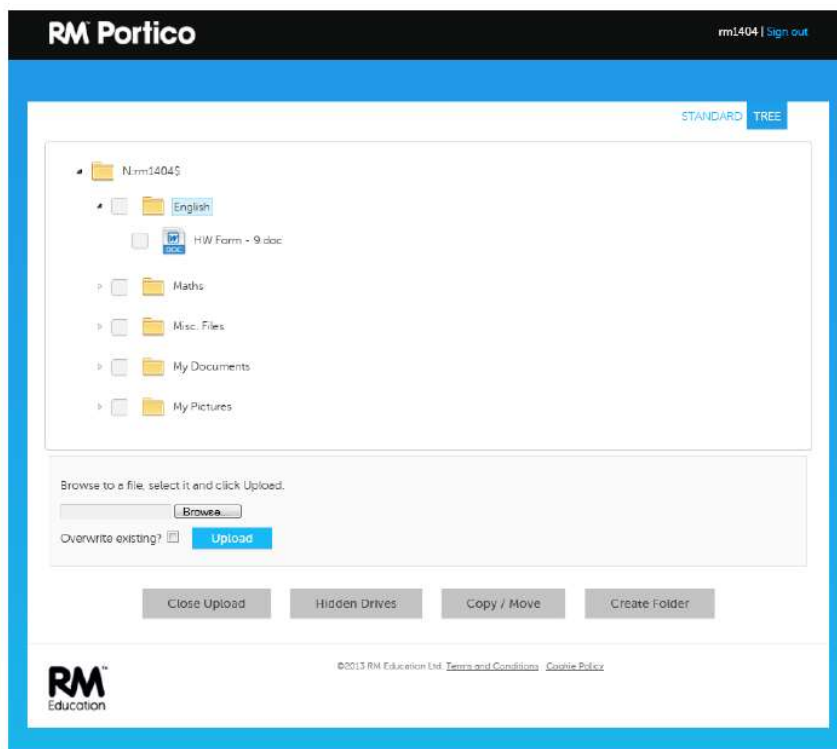 RM Portico
rm1404 | Sign out
STANDARD TREE
N:rm1404$
English
W
DOC
HW Form - 9.doc
Maths
Misc. Files
My Documents
My Pictures
Browse to a file, select it and click Upload.
Browse...
Overwrite existing? Upload
Close Upload Hidden Drives Copy / Move Create Folder
©2013 RM Education Ltd. Terms and Conditions Cookie Policy
RM™
Education